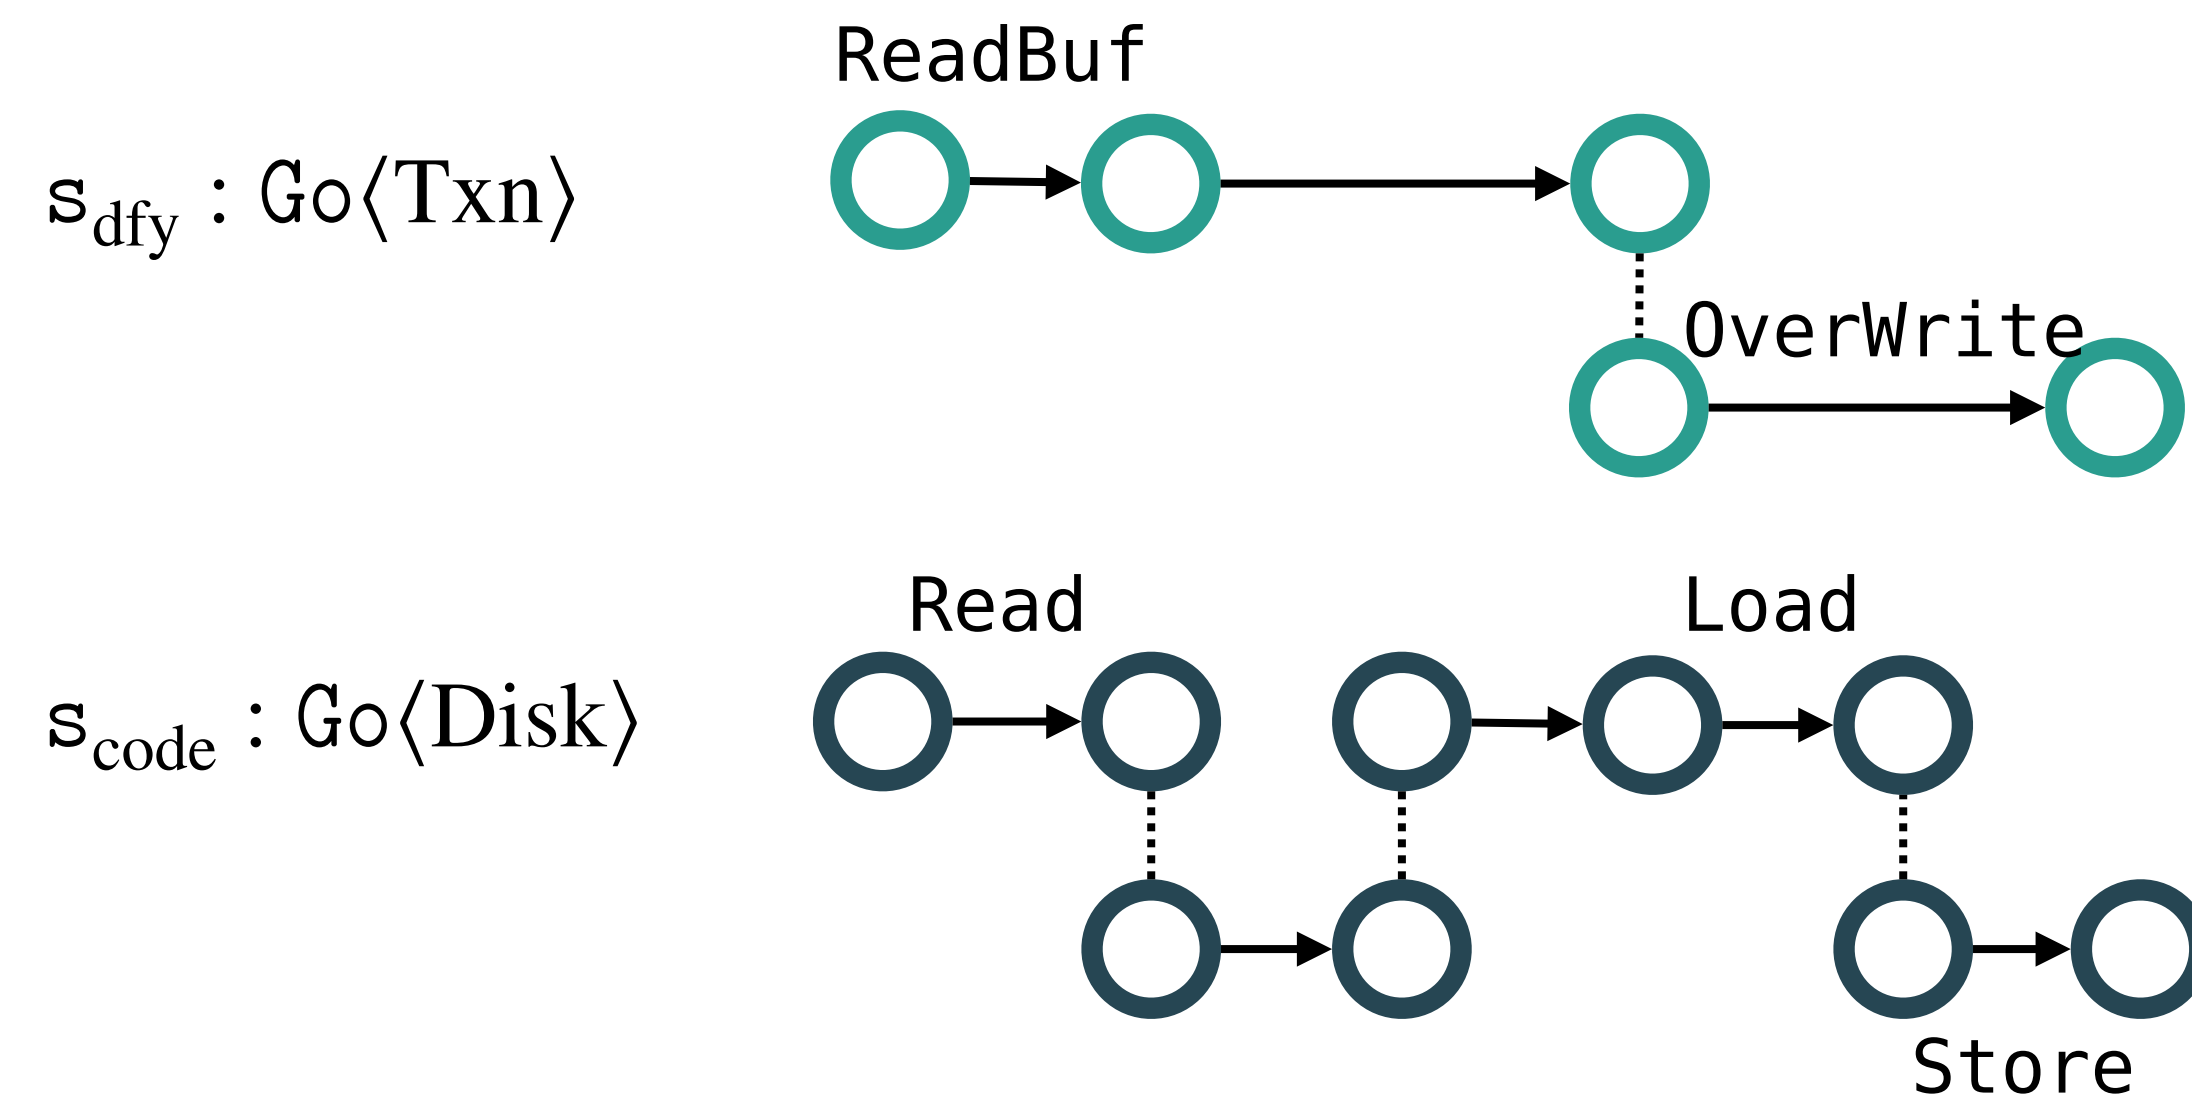 ReadBuf
s_dfy : Go⟨Txn⟩
OverWrite
Read
Load
s_code : Go⟨Disk⟩
Store